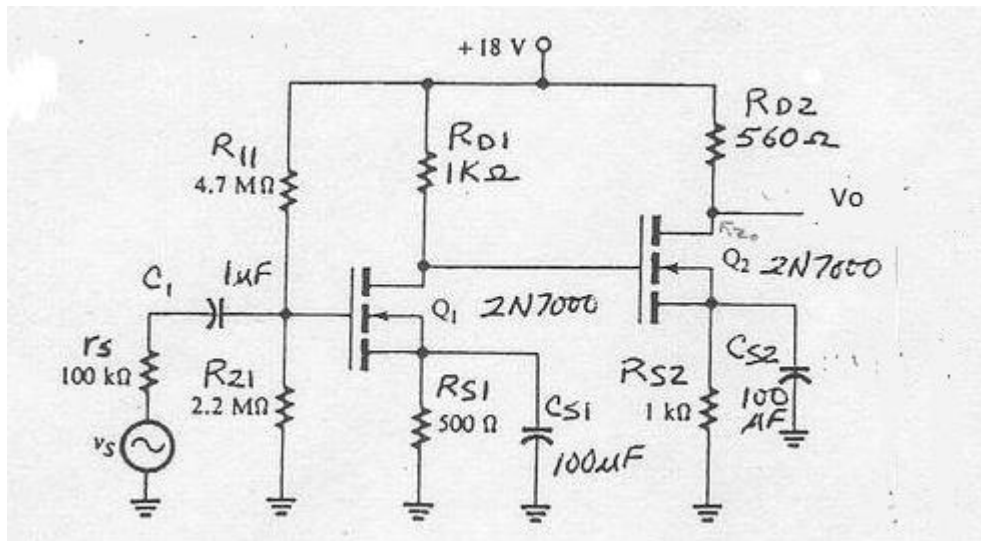 +18 V
R11
4.7 MΩ
RD1
1KΩ
RD2
560Ω
Vo
C1
1µF
Q1
2N7000
Q2
2N7000
rs
100 kΩ
R21
2.2 MΩ
RS1
500 Ω
CS1
100µF
RS2
1 kΩ
CS2
100
µF
vs